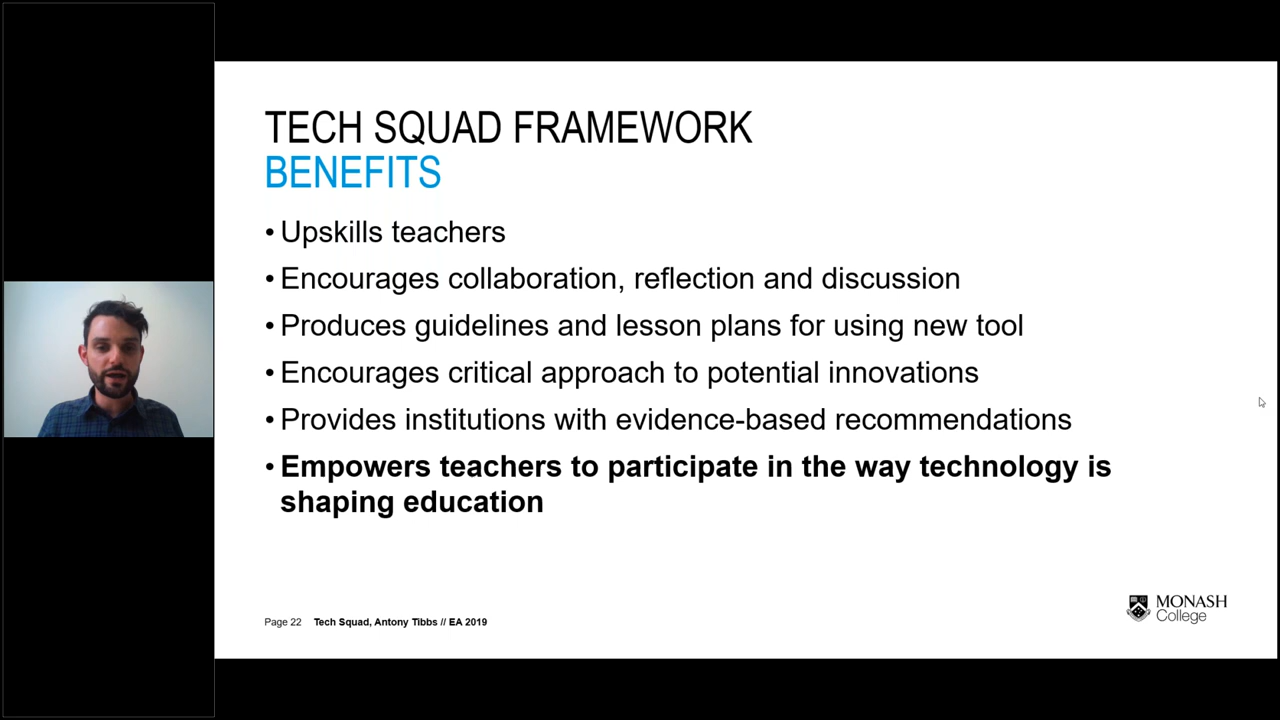 TECH SQUAD FRAMEWORK
BENEFITS
• Upskills teachers
• Encourages collaboration, reflection and discussion
• Produces guidelines and lesson plans for using new tool
• Encourages critical approach to potential innovations
• Provides institutions with evidence-based recommendations
• Empowers teachers to participate in the way technology is
shaping education
Page 22 Tech Squad, Antony Tibbs // EA 2019
MONASH
College